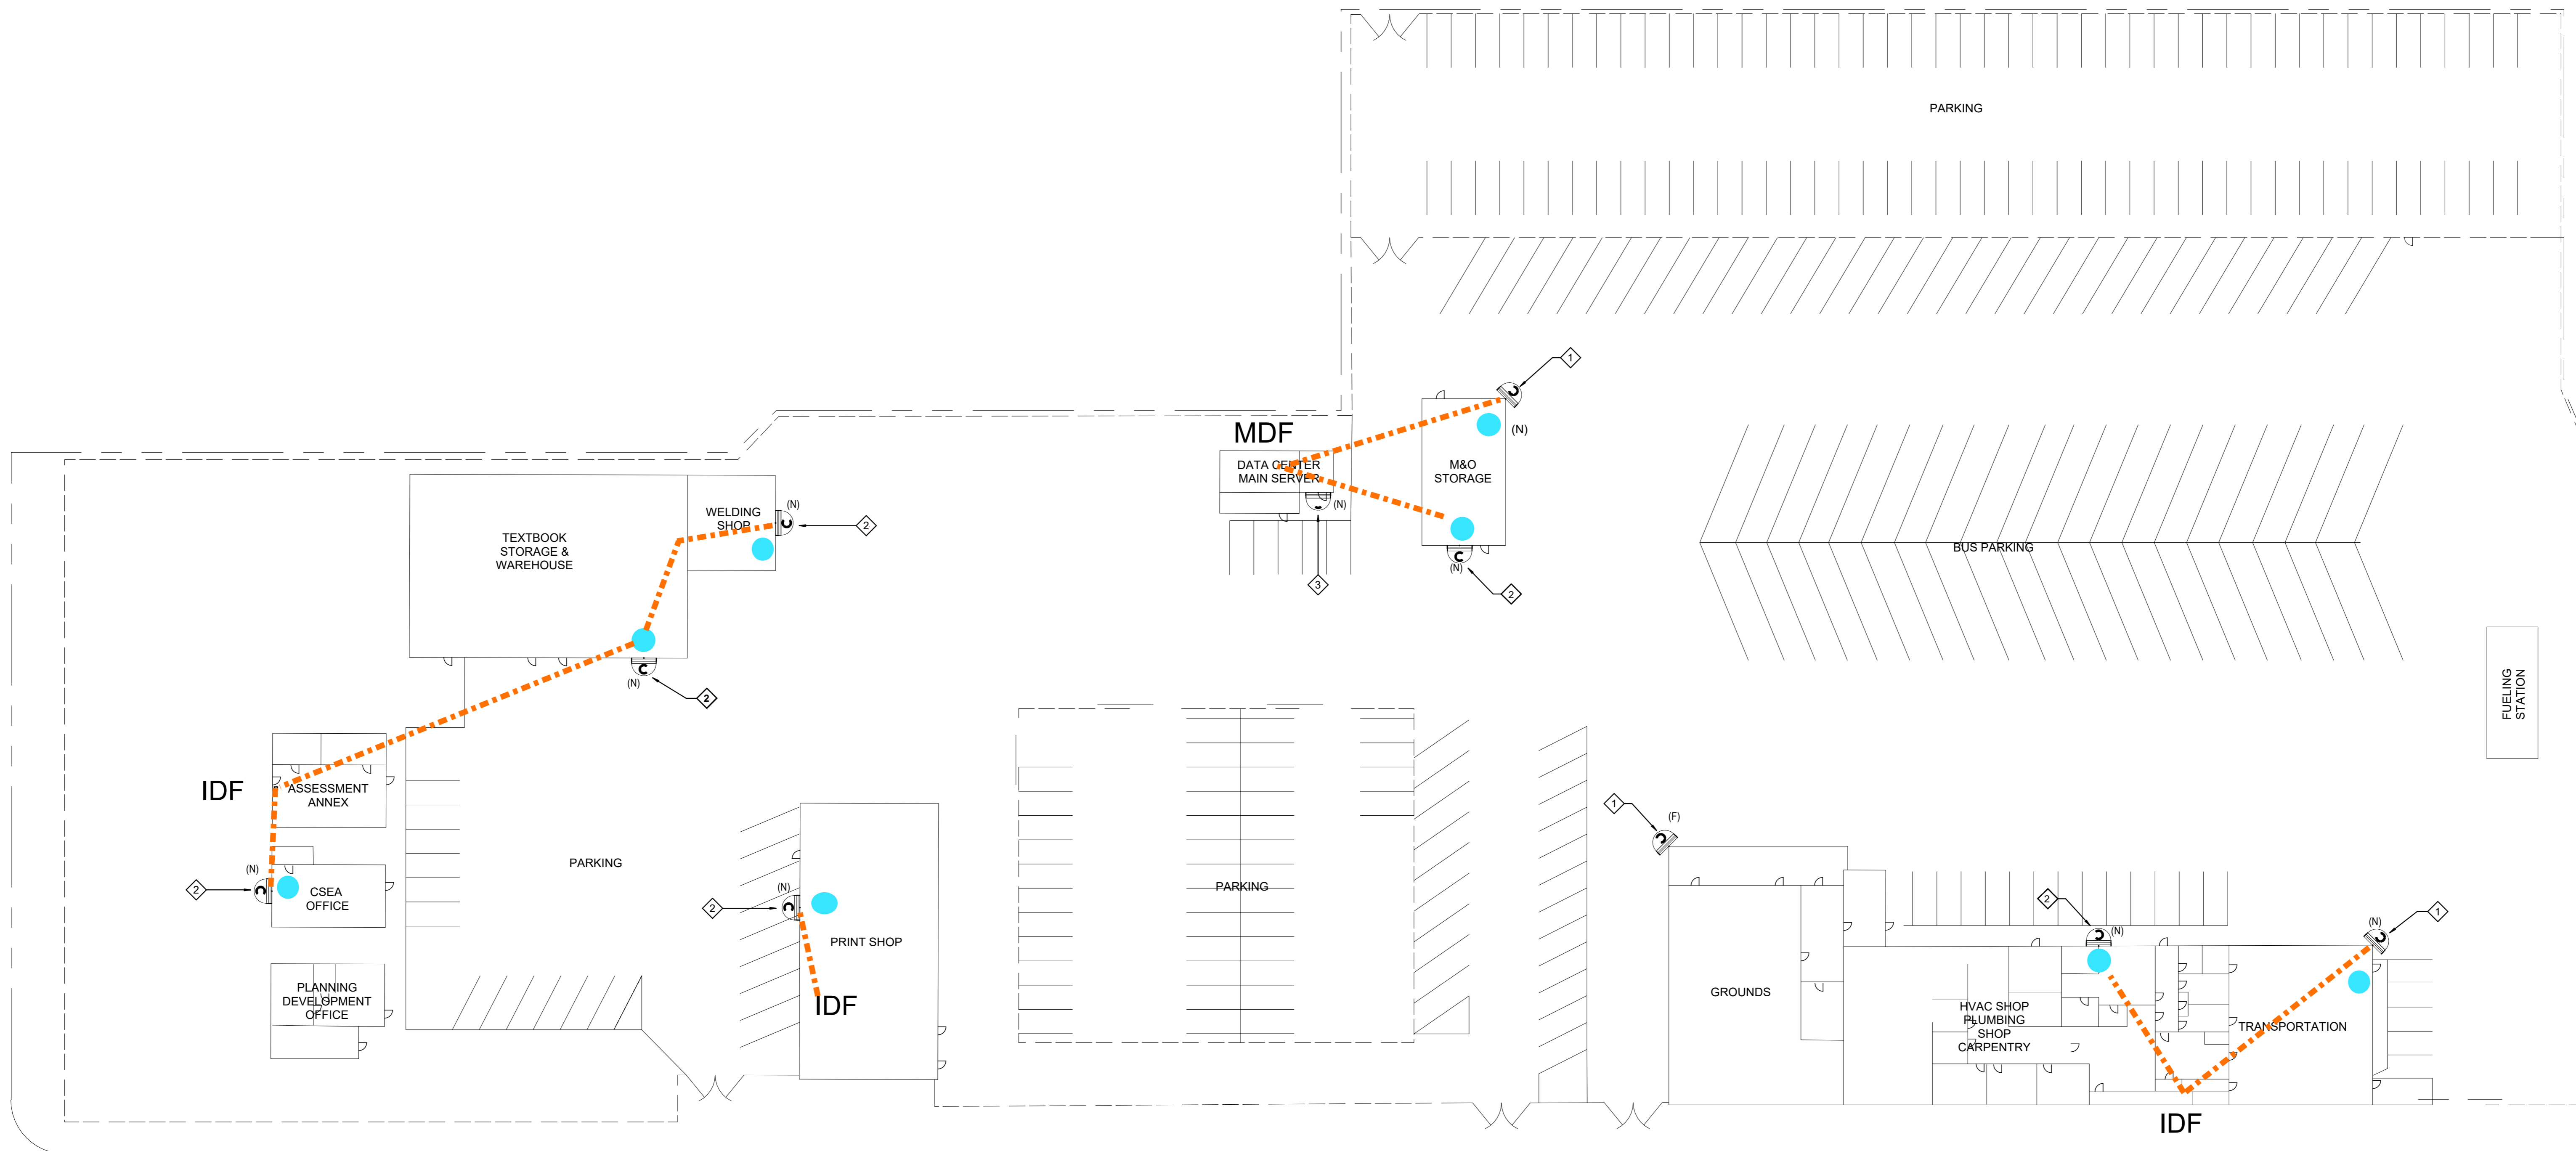 PARKING
1
(N)
MDF
DATA CENTER
MAIN SERVER
M&O
STORAGE
(N)
3
(N)
2
WELDING
SHOP
(N)
2
TEXTBOOK
STORAGE &
WAREHOUSE
(N)
2
BUS PARKING
FUELING
STATION
IDF
ASSESSMENT
ANNEX
(N)
2
CSEA
OFFICE
PARKING
PLANNING
DEVELOPMENT
OFFICE
(N)
2
PRINT SHOP
IDF
PARKING
1
(F)
GROUNDS
2
(N)
1
(N)
HVAC SHOP
PLUMBING
SHOP
CARPENTRY
TRANSPORTATION
IDF